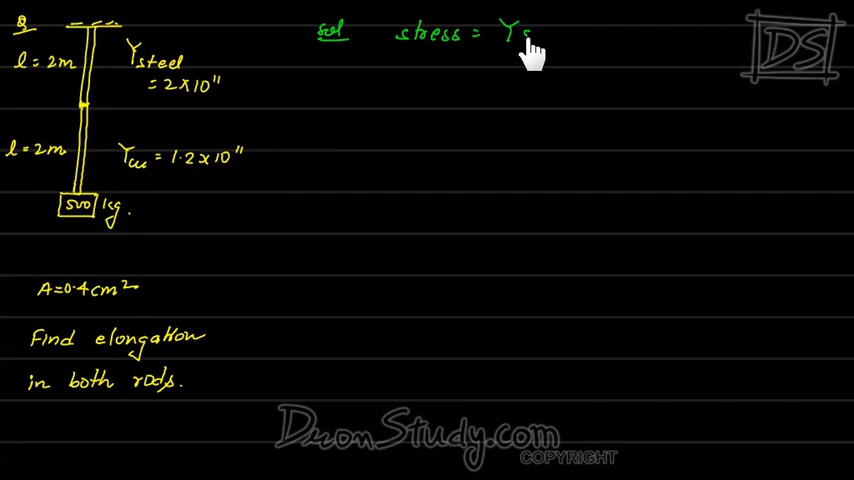 Q
l = 2m
Y steel
= 2 × 10¹¹
l = 2m
Ycu = 1.2 × 10¹¹
500 kg.
A = 0.4 cm²
Find elongation
in both rods.
sol stress = Y s
DS
DronStudy.com
COPYRIGHT